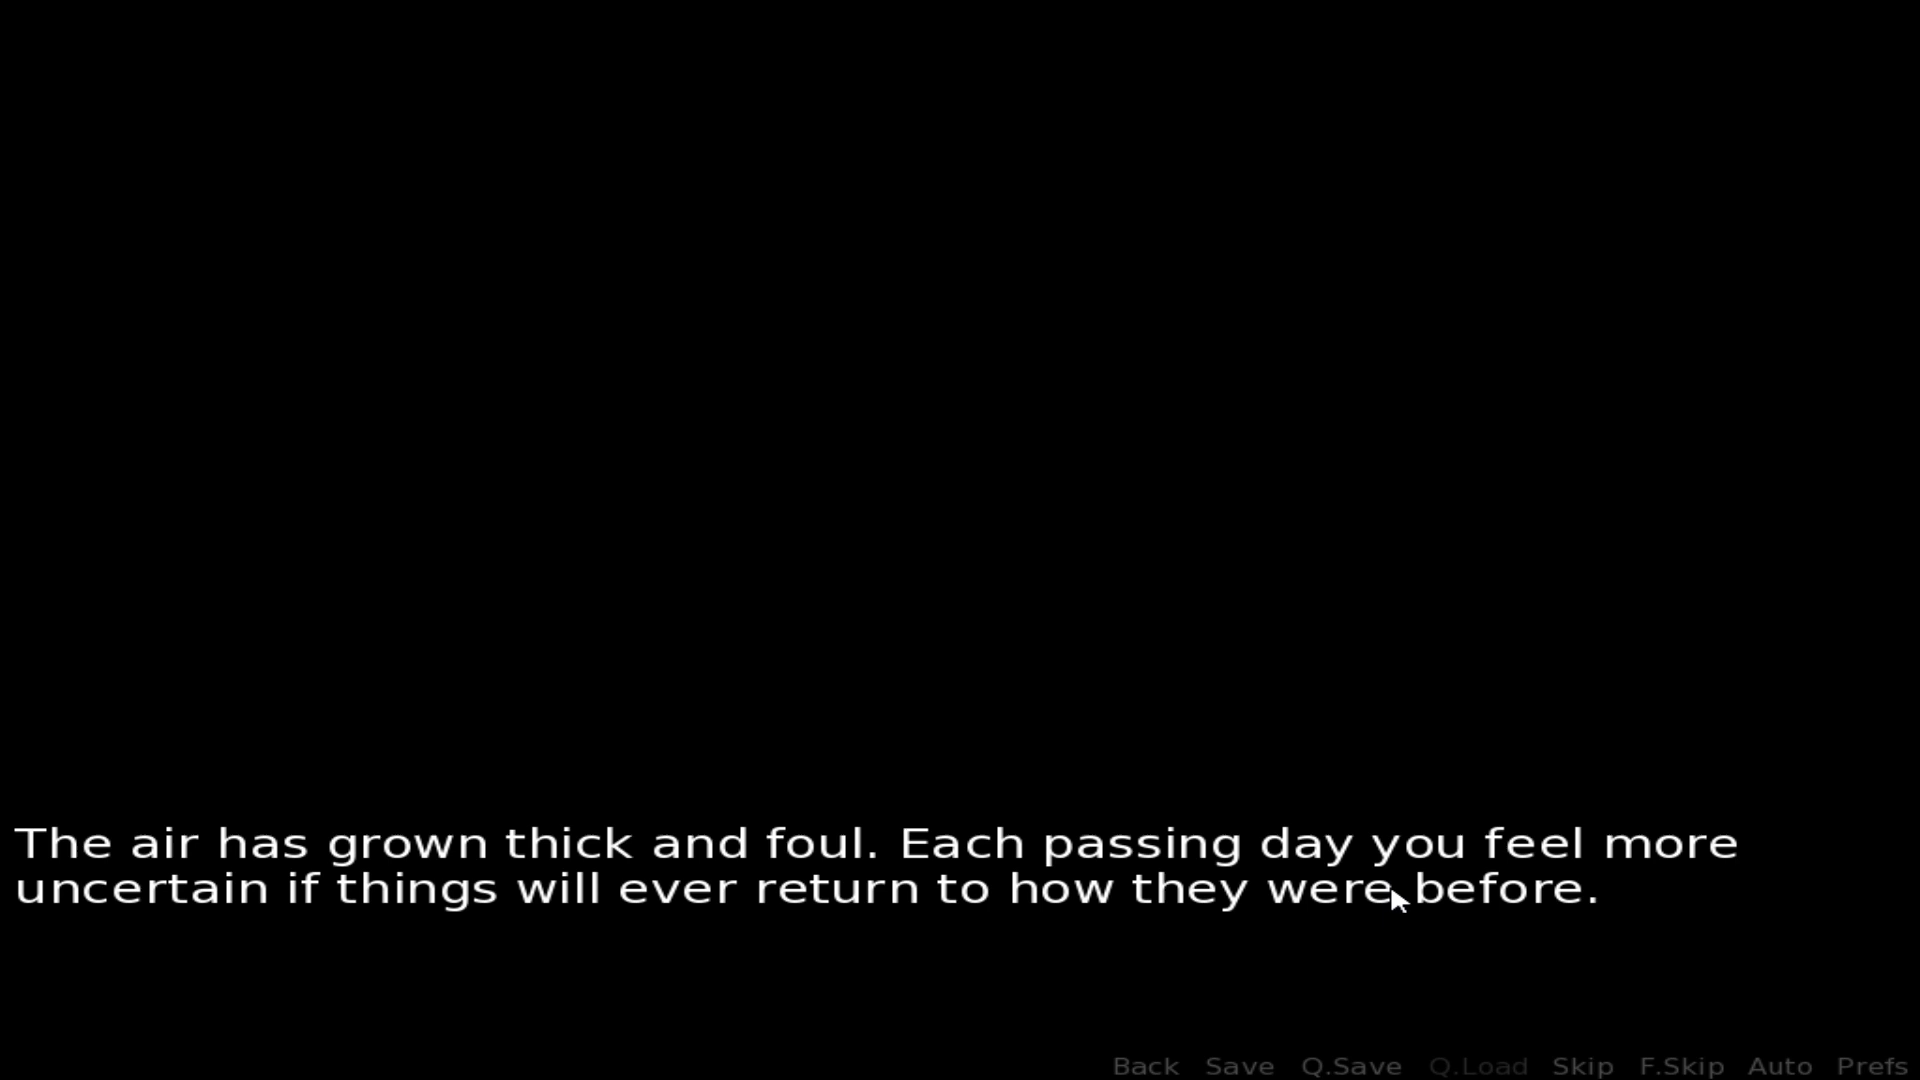 The air has grown thick and foul. Each passing day you feel more
uncertain if things will ever return to how they were before.
Back Save Q.Save Q.Load Skip F.Skip Auto Prefs